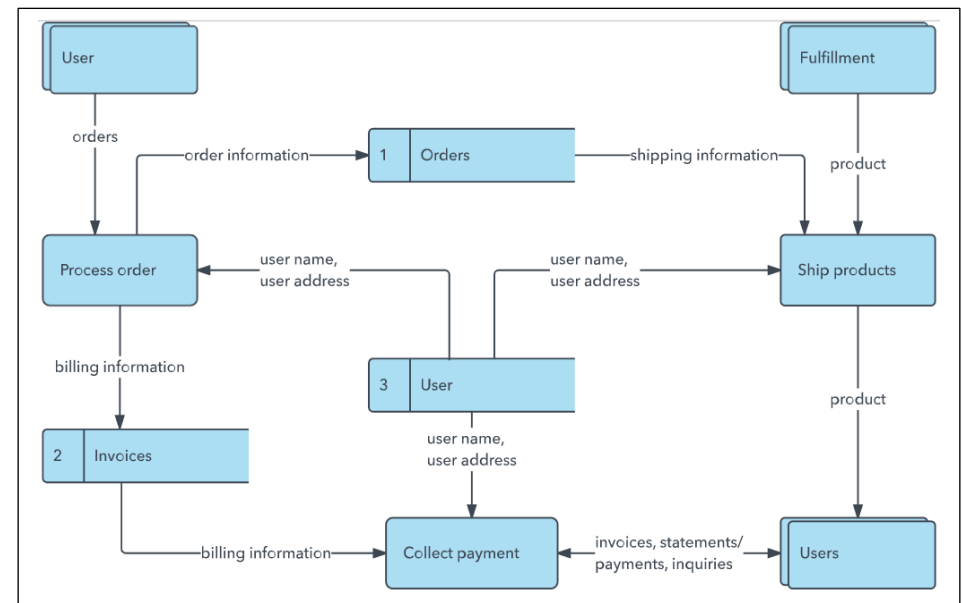 User
Fulfillment
orders
order information
1 Orders
shipping information
product
Process order
user name,
user address
user name,
user address
Ship products
billing information
3 User
product
2 Invoices
user name,
user address
billing information
Collect payment
invoices, statements/
payments, inquiries
Users